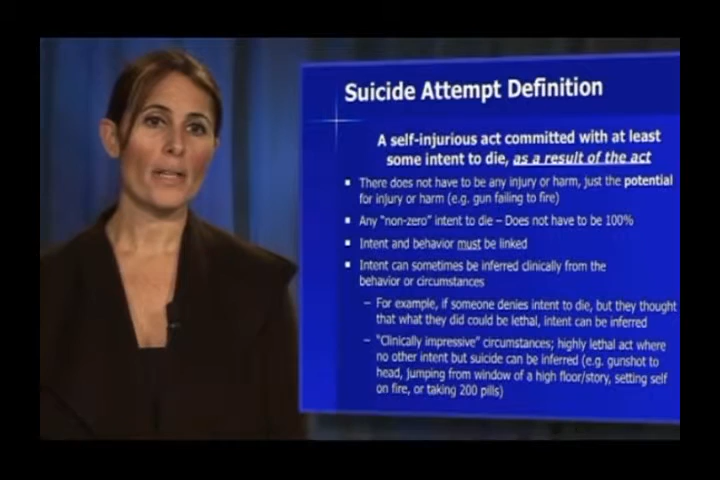 Suicide Attempt Definition
A self-injurious act committed with at least
some intent to die, as a result of the act
There does not have to be any injury or harm, just the potential
for injury or harm (e.g. gun failing to fire)
Any “non-zero” intent to die – Does not have to be 100%
Intent and behavior must be linked
Intent can sometimes be inferred clinically from the
behavior or circumstances
– For example, if someone denies intent to die, but they thought
that what they did could be lethal, intent can be inferred
– “Clinically impressive” circumstances; highly lethal act where
no other intent but suicide can be inferred (e.g. gunshot to
head, jumping from window of a high floor/story, setting self
on fire, or taking 200 pills)